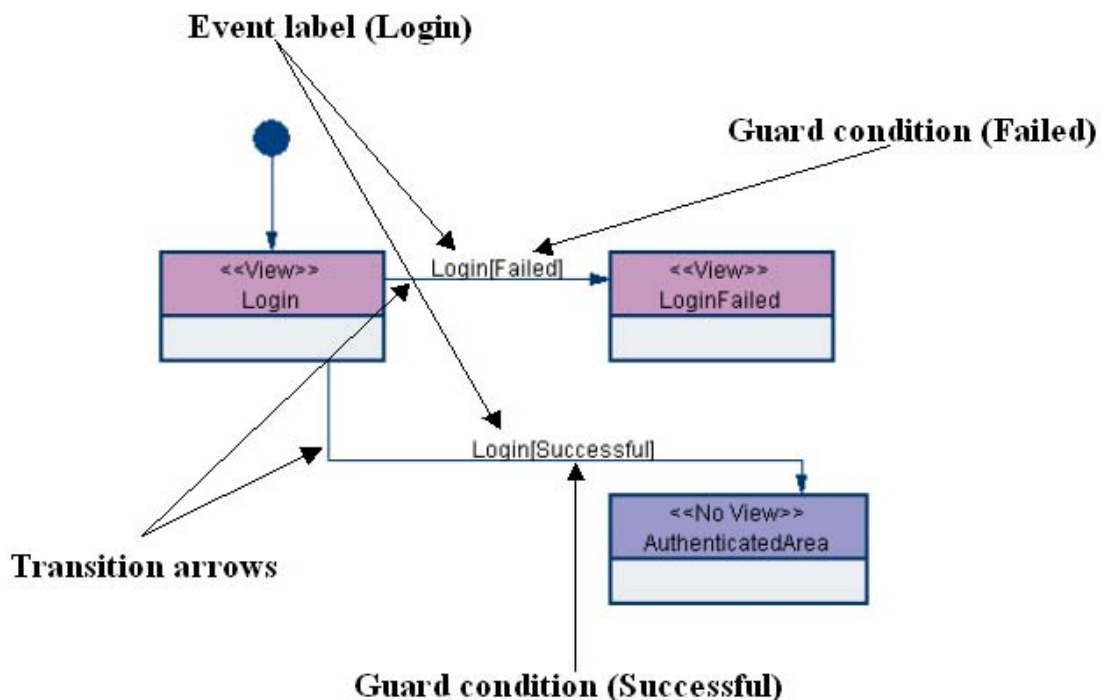 Event label (Login)
Guard condition (Failed)
Login[Failed]
<<View>>
Login
<<View>>
LoginFailed
Login[Successful]
<<No View>>
AuthenticatedArea
Transition arrows
Guard condition (Successful)